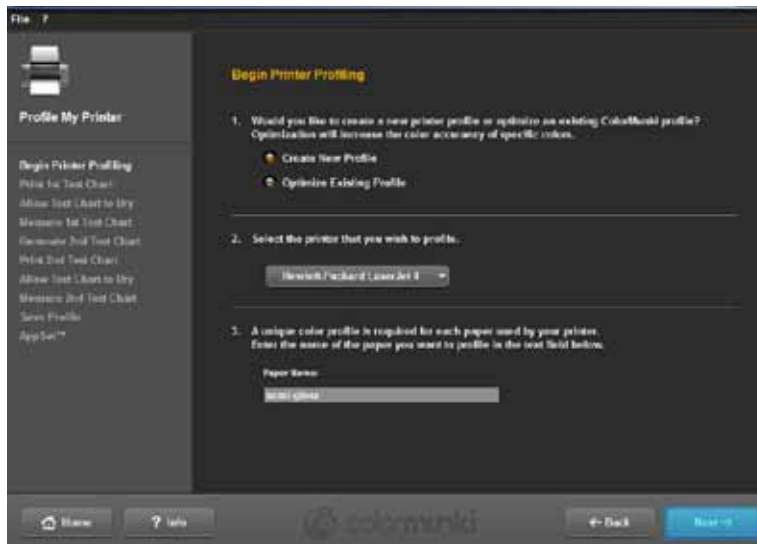 File ?
Profile My Printer
Begin Printer Profiling
Print 1st Test Chart
Allow Test Chart to Dry
Measure 1st Test Chart
Generate 2nd Test Chart
Print 2nd Test Chart
Allow Test Chart to Dry
Measure 2nd Test Chart
Save Profile
AppSet™
Begin Printer Profiling
1. Would you like to create a new printer profile or optimize an existing ColorMunki profile?
Optimization will increase the color accuracy of specific colors.
Create New Profile
Optimize Existing Profile
2. Select the printer that you wish to profile.
Hewlett-Packard LaserJet
3. A unique color profile is required for each paper used by your printer.
Enter the name of the paper you want to profile in the text field below.
Paper Name:
semi-gloss
Home
? Info
colormunki
← Back
Next →